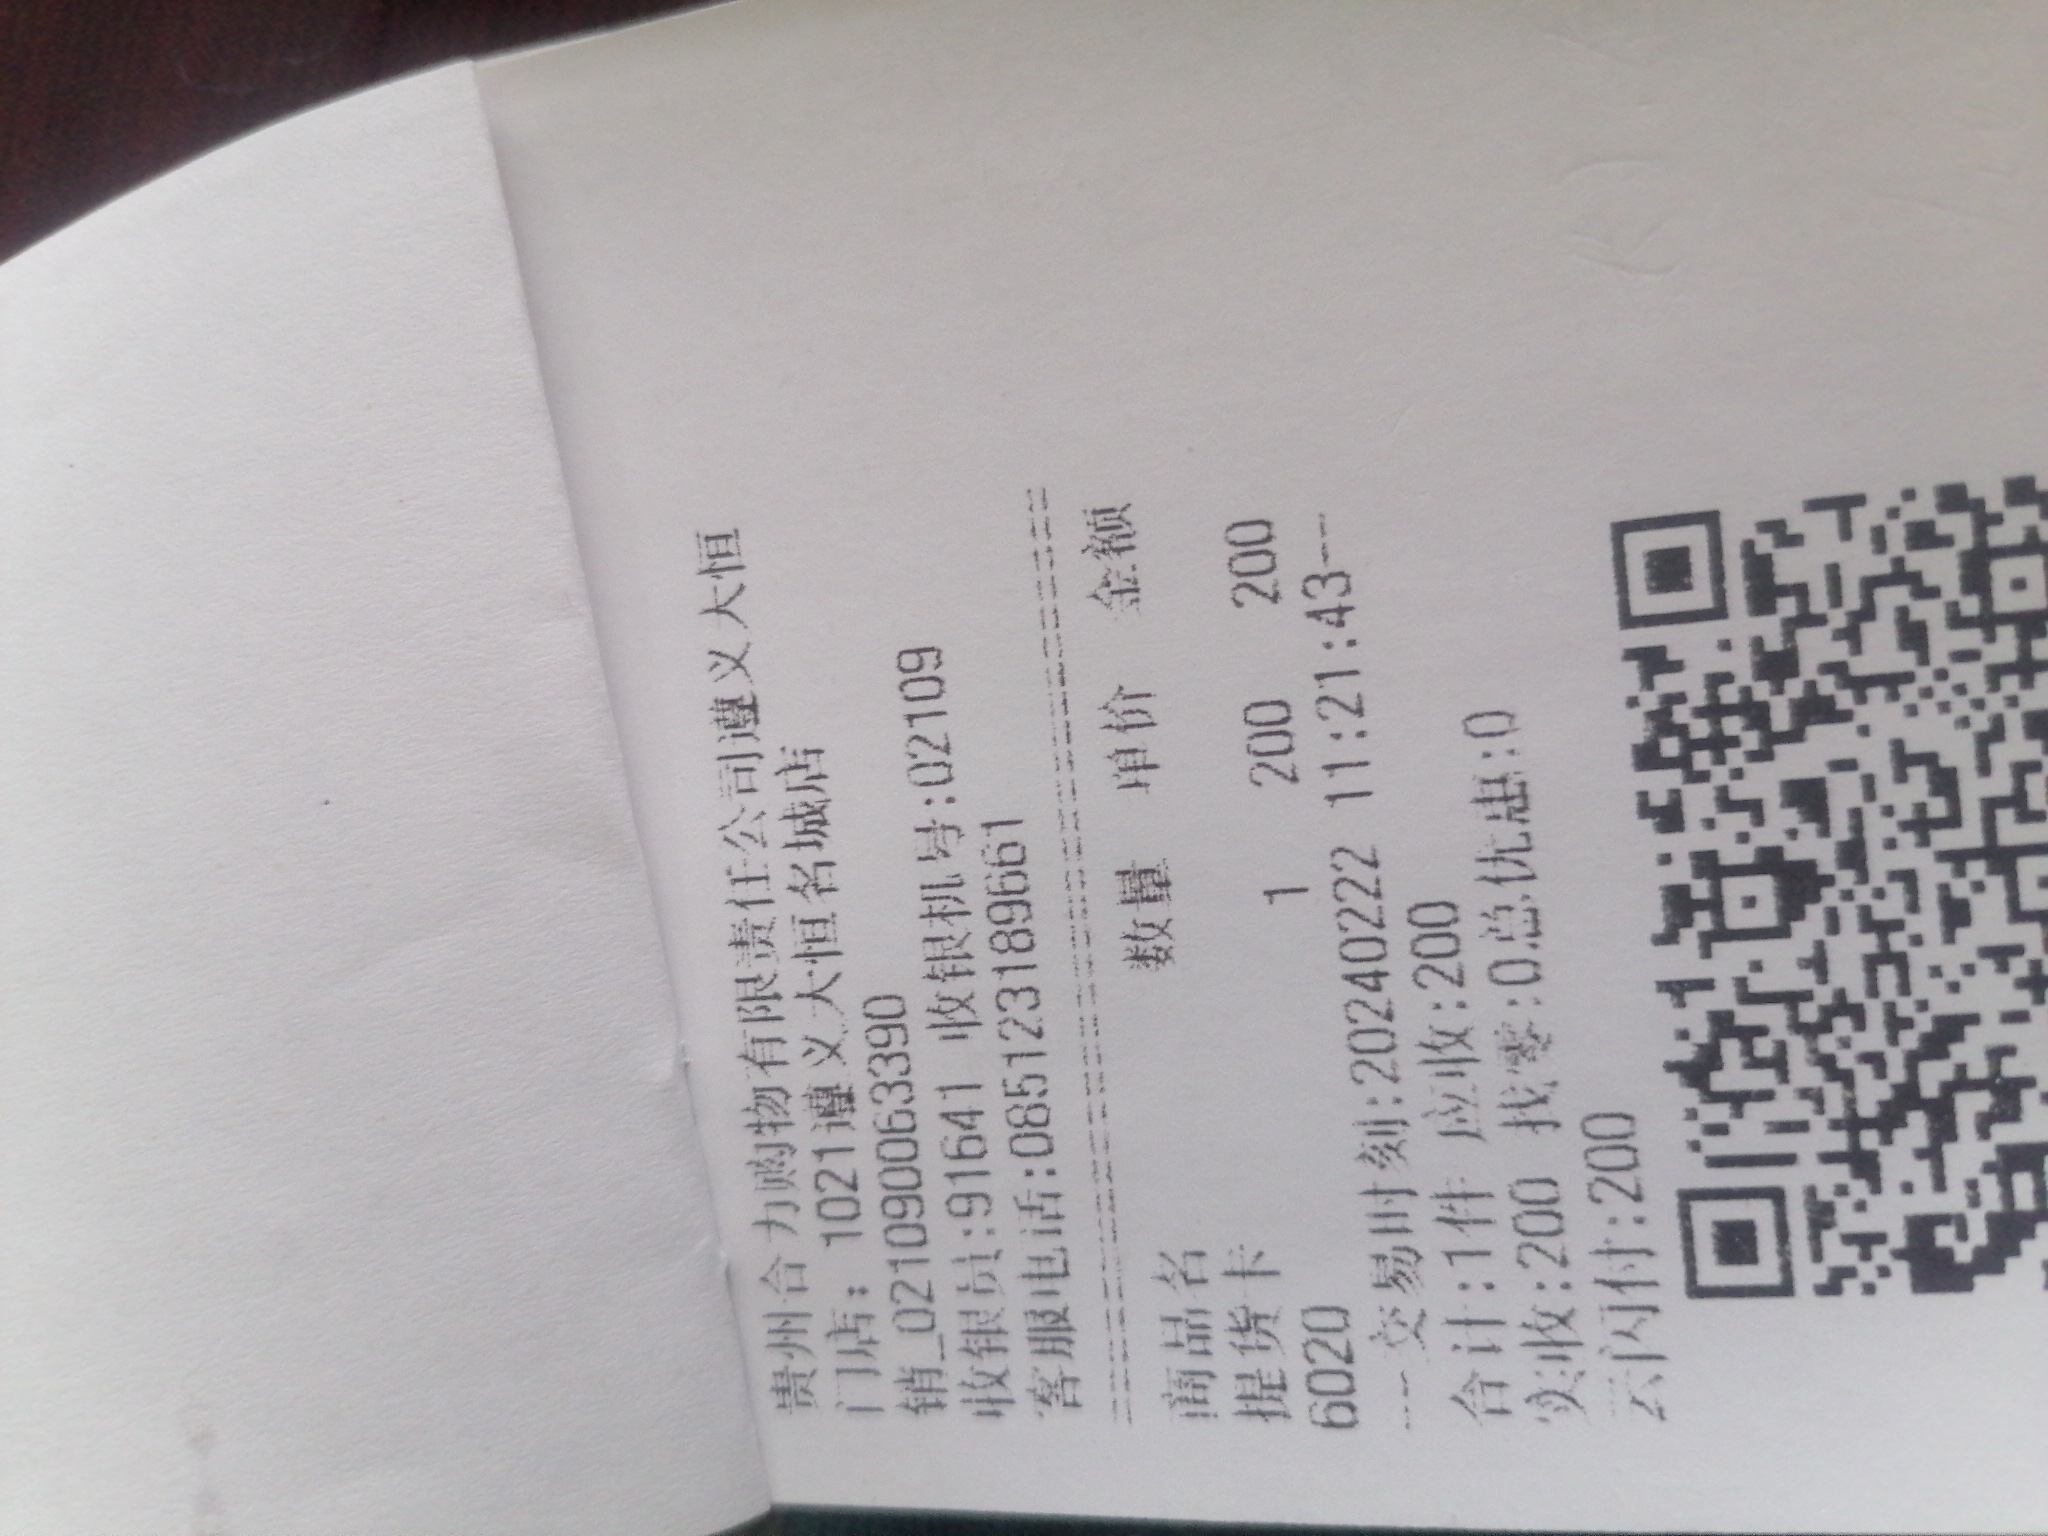 贵州合力购物有限责任公司遵义大恒
门店：1021遵义大恒名城店
销_02109006333​90
收银员:91641 收银机号:02109
客服电话:085123189661
商品名 数量 单价 金额
提货卡
6020 1 200 200
---交易时刻:20240222 11:21:43---
合计:1件 应收:200
实收:200 找零:0总优惠:0
云闪付:200